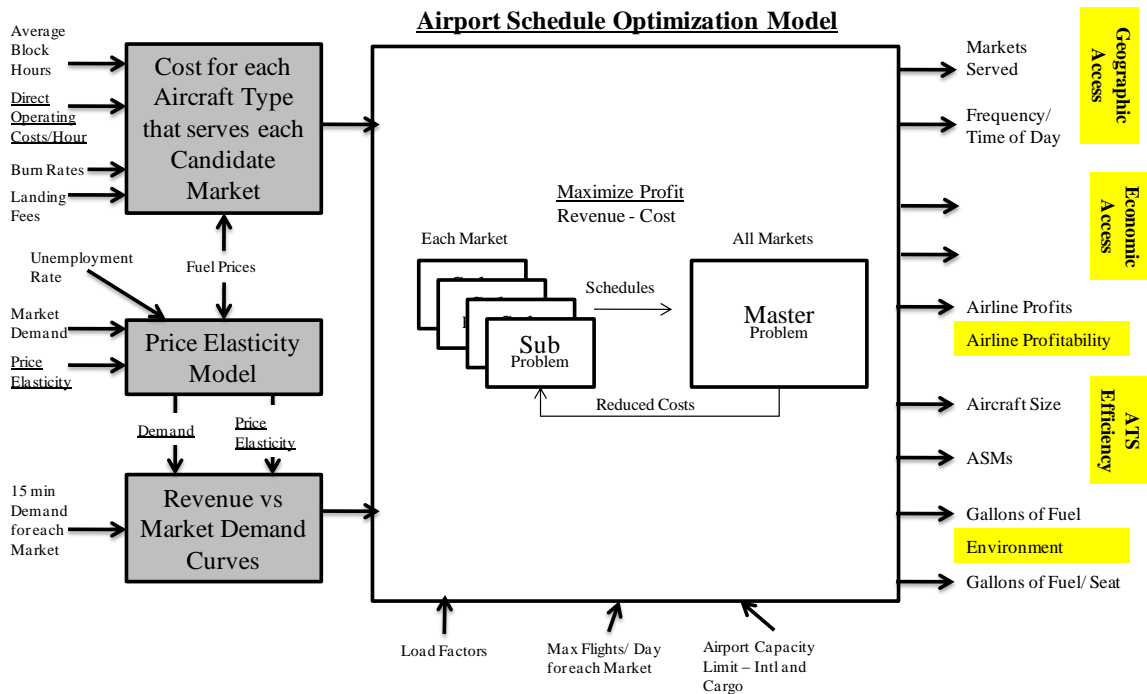 Airport Schedule Optimization Model
Average
Block
Hours
Direct
Operating
Costs/Hour
Burn Rates
Landing
Fees
Cost for each
Aircraft Type
that serves each
Candidate
Market
Unemployment
Rate
Fuel Prices
Market
Demand
Price
Elasticity
Price Elasticity
Model
Demand
Price
Elasticity
15 min
Demand
for each
Market
Revenue vs
Market Demand
Curves
Maximize Profit
Revenue - Cost
Each Market
All Markets
Sub
Problem
Schedules
Master
Problem
Reduced Costs
Load Factors
Max Flights/ Day
for each Market
Airport Capacity
Limit – Intl and
Cargo
Markets
Served
Frequency/
Time of Day
Geographic
Access
Economic
Access
Airline Profits
Airline Profitability
Aircraft Size
ASMs
ATS
Efficiency
Gallons of Fuel
Environment
Gallons of Fuel/ Seat